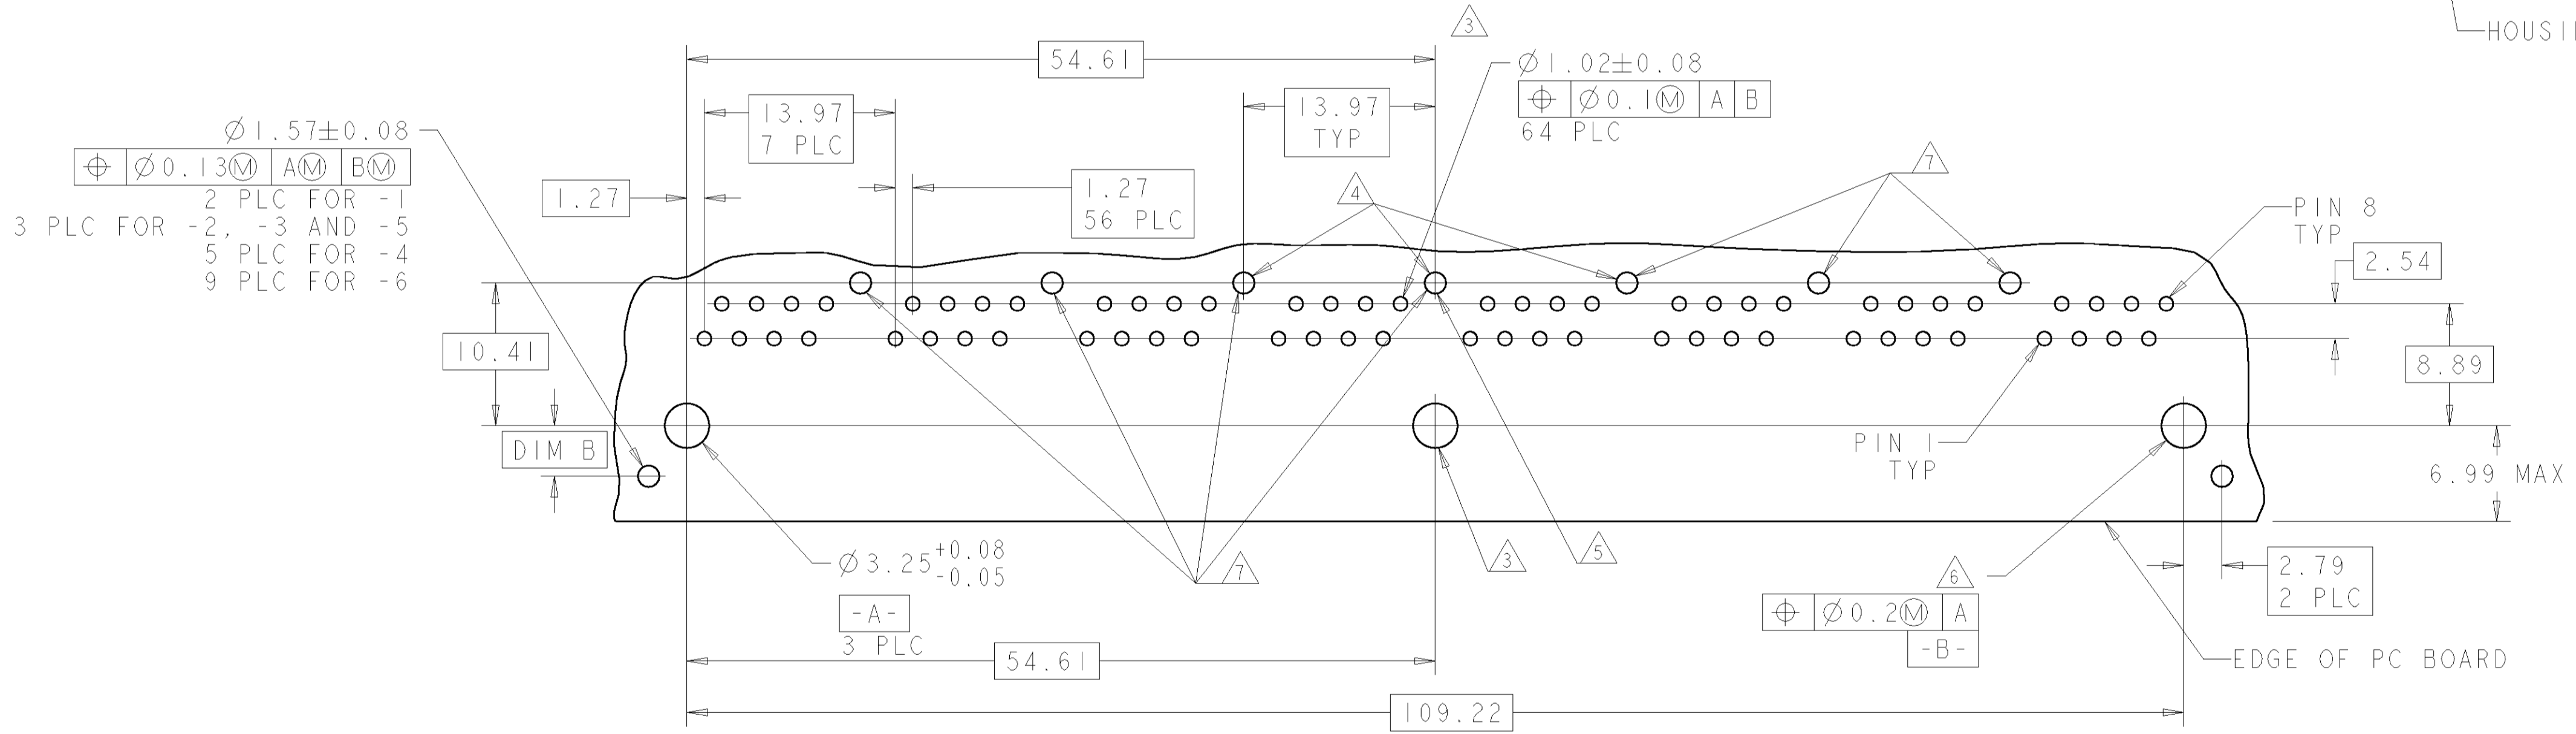 HOUSI
3
54.61
Ø1.02±0.08
⌖ Ø0.1Ⓜ A B
64 PLC
13.97
7 PLC
13.97
TYP
Ø1.57±0.08
⌖ Ø0.13Ⓜ AⓂ BⓂ
2 PLC FOR -1
3 PLC FOR -2, -3 AND -5
5 PLC FOR -4
9 PLC FOR -6
1.27
1.27
56 PLC
4
7
PIN 8
TYP
2.54
10.41
8.89
DIM B
PIN 1
TYP
6.99 MAX
Ø3.25 +0.08
-0.05
-A-
3 PLC
7
3
5
6
⌖ Ø0.2Ⓜ A
-B-
2.79
2 PLC
54.61
EDGE OF PC BOARD
109.22